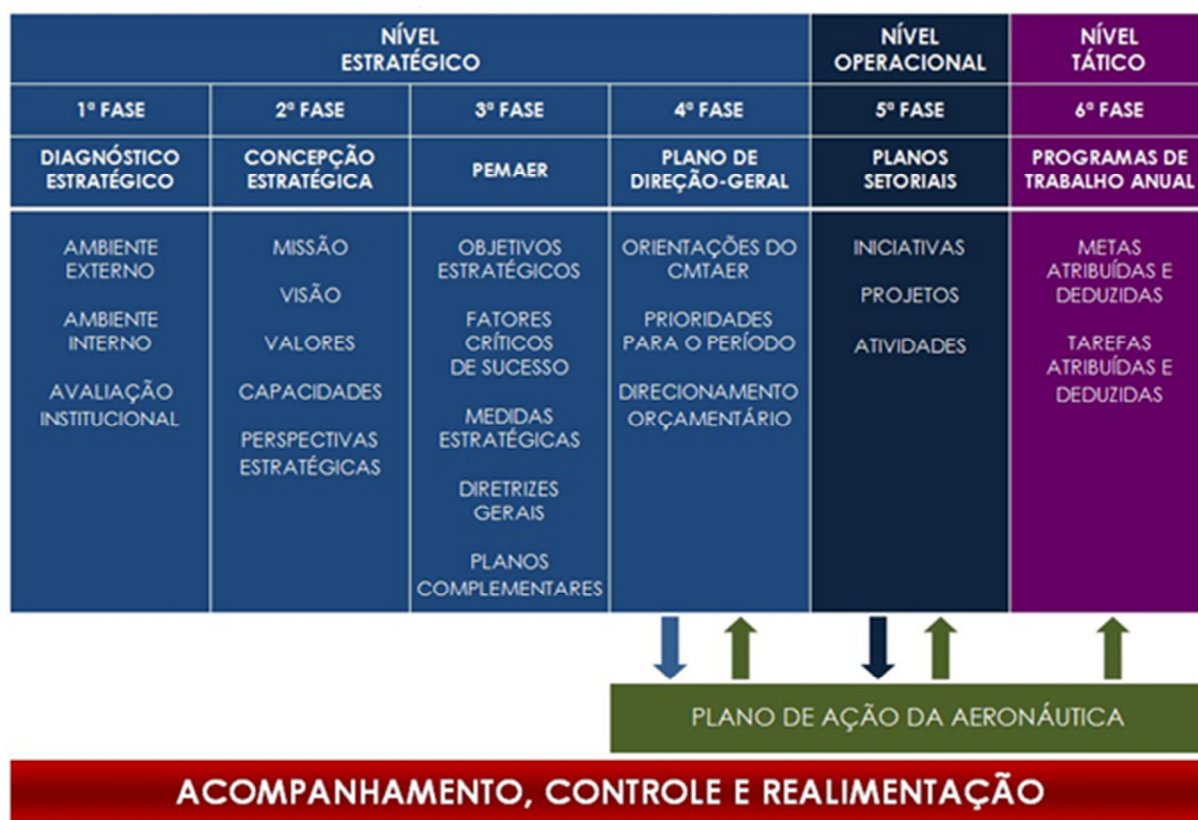 NÍVEL
ESTRATÉGICO
NÍVEL
OPERACIONAL
NÍVEL
TÁTICO
1ª FASE
2ª FASE
3ª FASE
4ª FASE
5ª FASE
6ª FASE
DIAGNÓSTICO
ESTRATÉGICO
CONCEPÇÃO
ESTRATÉGICA
PEMAER
PLANO DE
DIREÇÃO-GERAL
PLANOS
SETORIAIS
PROGRAMAS DE
TRABALHO ANUAL
AMBIENTE
EXTERNO
AMBIENTE
INTERNO
AVALIAÇÃO
INSTITUCIONAL
MISSÃO
VISÃO
VALORES
CAPACIDADES
PERSPECTIVAS
ESTRATÉGICAS
OBJETIVOS
ESTRATÉGICOS
FATORES
CRÍTICOS
DE SUCESSO
MEDIDAS
ESTRATÉGICAS
DIRETRIZES
GERAIS
PLANOS
COMPLEMENTARES
ORIENTAÇÕES DO
CMTAER
PRIORIDADES
PARA O PERÍODO
DIRECIONAMENTO
ORÇAMENTÁRIO
INICIATIVAS
PROJETOS
ATIVIDADES
METAS
ATRIBUÍDAS E
DEDUZIDAS
TAREFAS
ATRIBUÍDAS E
DEDUZIDAS
PLANO DE AÇÃO DA AERONÁUTICA
ACOMPANHAMENTO, CONTROLE E REALIMENTAÇÃO